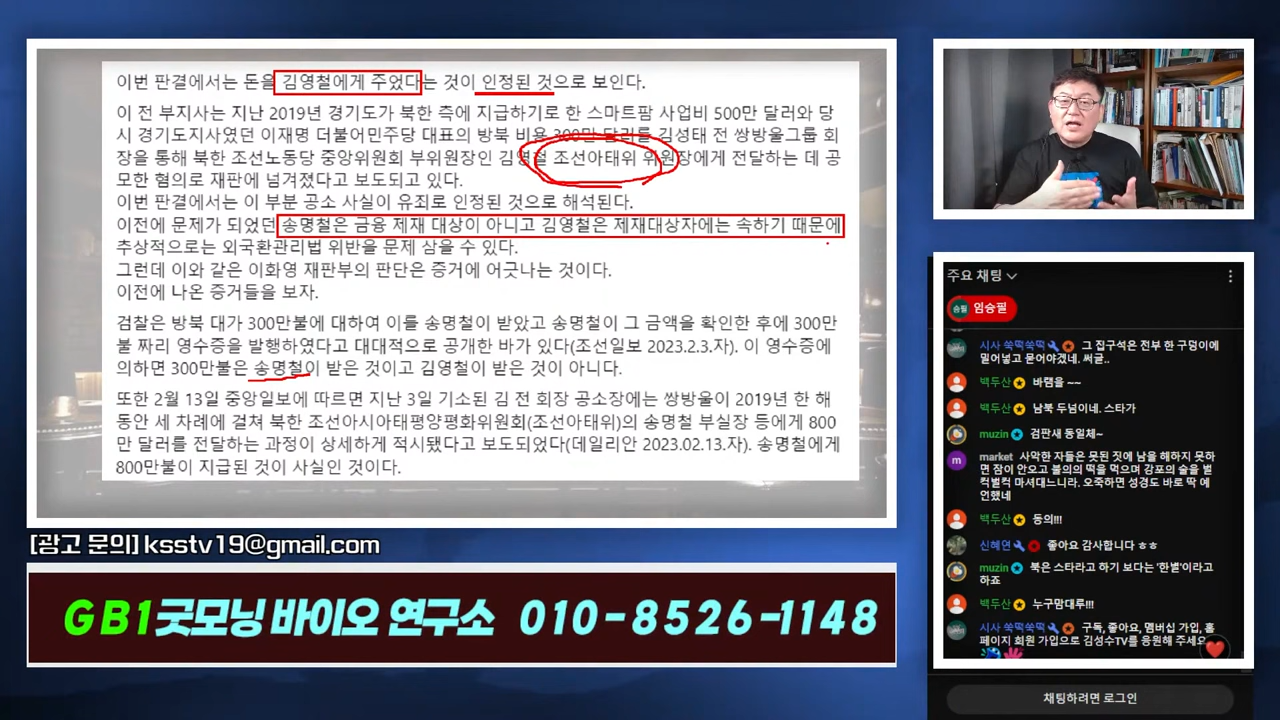 이번 판결에서는 돈을 김영철에게 주었다는 것이 인정된 것으로 보인다.
이 전 부지사는 지난 2019년 경기도가 북한 측에 지급하기로 한 스마트팜 사업비 500만 달러와 당
시 경기도지사였던 이재명 더불어민주당 대표의 방북 비용 300만 달러를 김성태 전 쌍방울그룹 회
장을 통해 북한 조선노동당 중앙위원회 부위원장인 김영철 조선아태위 위원장에게 전달하는 데 공
모한 혐의로 재판에 넘겨졌다고 보도되고 있다.
이번 판결에서는 이 부분 공소 사실이 유죄로 인정된 것으로 해석된다.
이전에 문제가 되었던 송명철은 금융 제재 대상이 아니고 김영철은 제재대상자에는 속하기 때문에
추상적으로는 외국환관리법 위반을 문제 삼을 수 있다.
그런데 이와 같은 이화영 재판부의 판단은 증거에 어긋나는 것이다.
이전에 나온 증거들을 보자.
검찰은 방북 대가 300만불에 대하여 이를 송명철이 받았고 송명철이 그 금액을 확인한 후에 300만
불 짜리 영수증을 발행하였다고 대대적으로 공개한 바가 있다(조선일보 2023.2.3.자). 이 영수증에
의하면 300만불은 송명철이 받은 것이고 김영철이 받은 것이 아니다.
또한 2월 13일 중앙일보에 따르면 지난 3일 기소된 김 전 회장 공소장에는 쌍방울이 2019년 한 해
동안 세 차례에 걸쳐 북한 조선아시아태평양평화위원회(조선아태위)의 송명철 부실장 등에게 800
만 달러를 전달하는 과정이 상세하게 적시됐다고 보도되었다(데일리안 2023.02.13.자). 송명철에게
800만불이 지급된 것이 사실인 것이다.
[광고 문의] ksstv19@gmail.com
GB1굿모닝 바이오 연구소 010-8526-1148
주요 채팅
승필 임승필
시사 쑥떡쑥떡 그 집구석은 전부 한 구덩이에
밀어넣고 묻어야겠네. 써글..
백두산 바램을 ~~
백두산 남북 두넘이네. 스타가
muzin 검판새 동일체~
m market 사악한 자들은 못된 짓에 남을 해하지 못하
면 잠이 안오고 불의의 떡을 먹으며 강포의 술을 벌
컥벌컥 마셔대느니라. 오죽하면 성경도 바로 딱 예
언했네
백두산 동의!!!
신혜연 좋아요 감사합니다 ㅎㅎ
muzin 북은 스타라고 하기 보다는 '한별'이라고
하죠
백두산 누구맘대루!!!
시사 쑥떡쑥떡 구독, 좋아요, 맴버십 가입, 홈
페이지 회원 가입으로 김성수TV를 응원해 주세요
채팅하려면 로그인